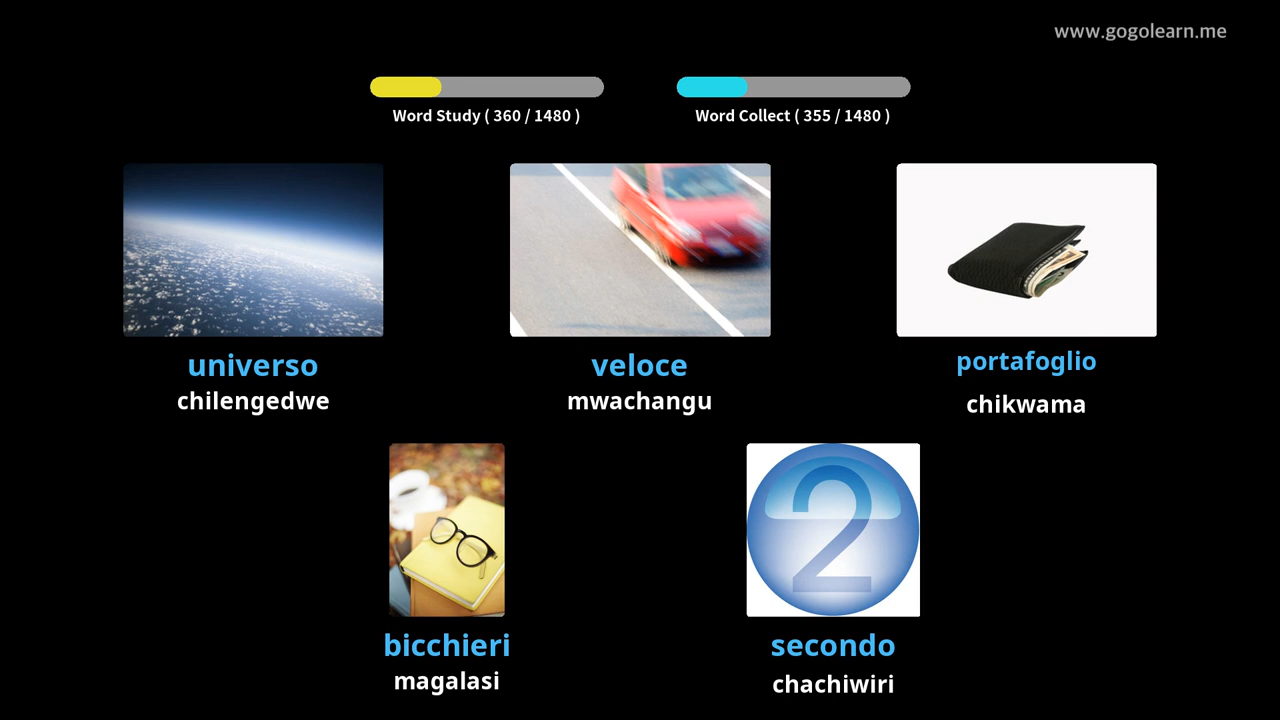 www.gogolearn.me
Word Study ( 360 / 1480 )
Word Collect ( 355 / 1480 )
universo
chilengedwe
veloce
mwachangu
portafoglio
chikwama
2
bicchieri
magalasi
secondo
chachiwiri